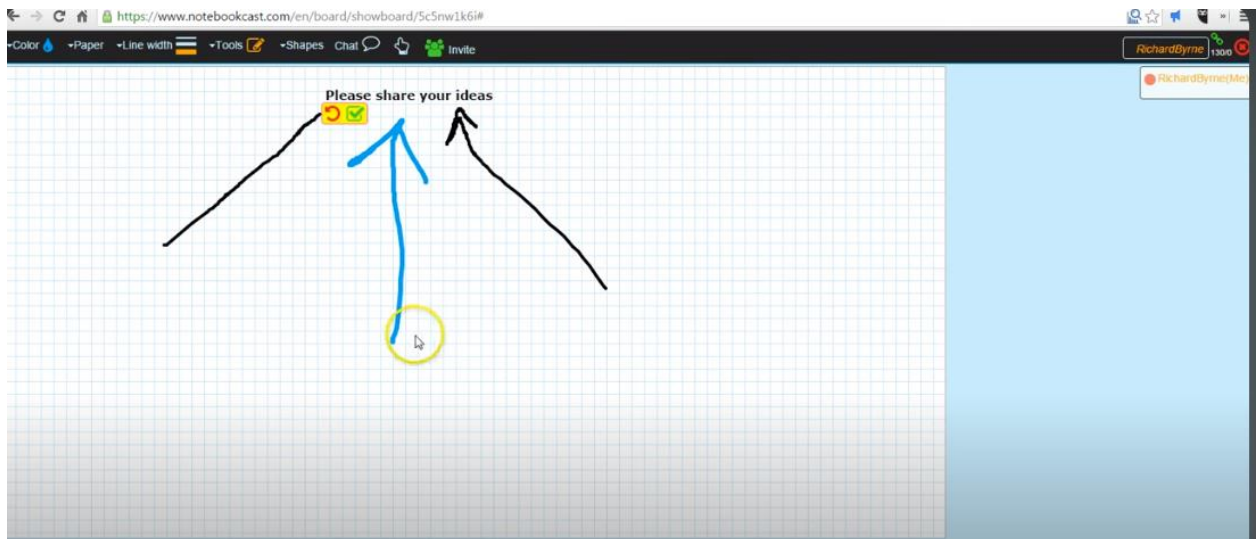 https://www.notebookcast.com/en/board/showboard/5c5nw1k6i#
Color Paper Line width Tools Shapes Chat Invite RichardByrne 130/0
RichardByrne(Me)
Please share your ideas